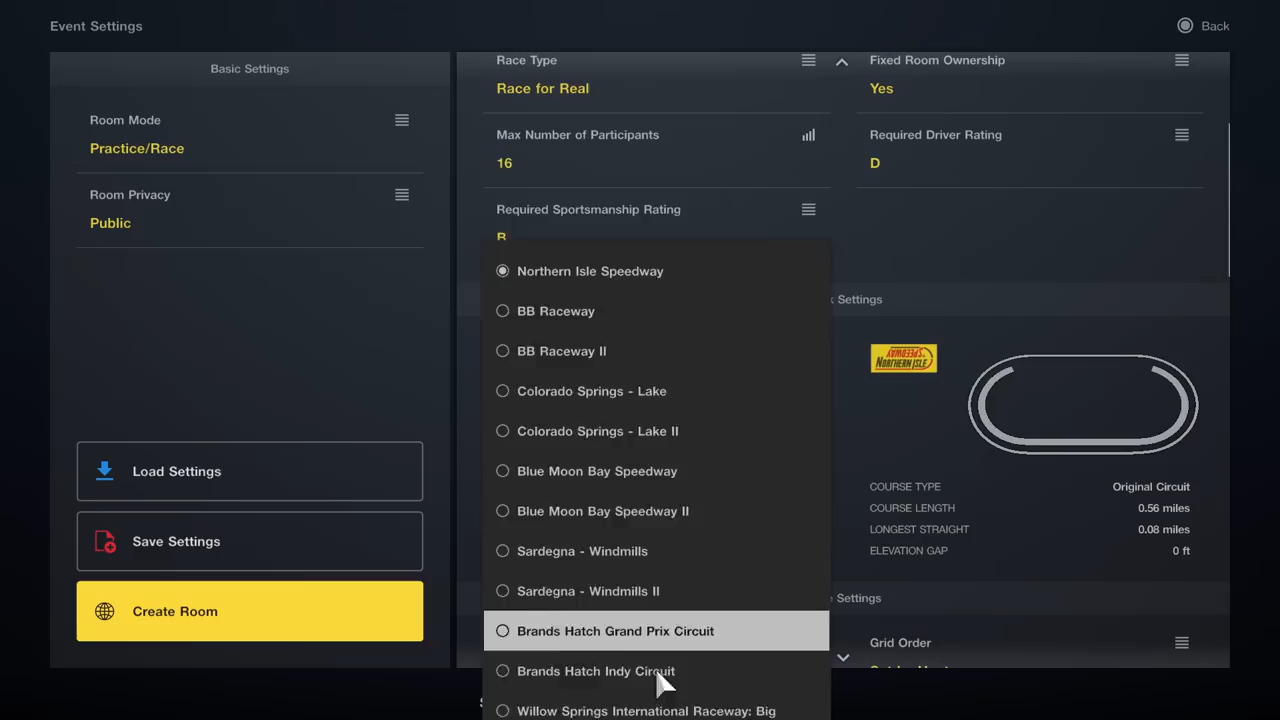 Event Settings
Back
Basic Settings
Room Mode
Practice/Race
Room Privacy
Public
Load Settings
Save Settings
Create Room
Race Type
Race for Real
Fixed Room Ownership
Yes
Max Number of Participants
16
Required Driver Rating
D
Required Sportsmanship Rating
B
Northern Isle Speedway
BB Raceway
BB Raceway II
Colorado Springs - Lake
Colorado Springs - Lake II
Blue Moon Bay Speedway
Blue Moon Bay Speedway II
Sardegna - Windmills
Sardegna - Windmills II
Brands Hatch Grand Prix Circuit
Brands Hatch Indy Circuit
Willow Springs International Raceway: Big
Settings
SPEEDWAY
NORTHERN ISLE
COURSE TYPE Original Circuit
COURSE LENGTH 0.56 miles
LONGEST STRAIGHT 0.08 miles
ELEVATION GAP 0 ft
Settings
Grid Order